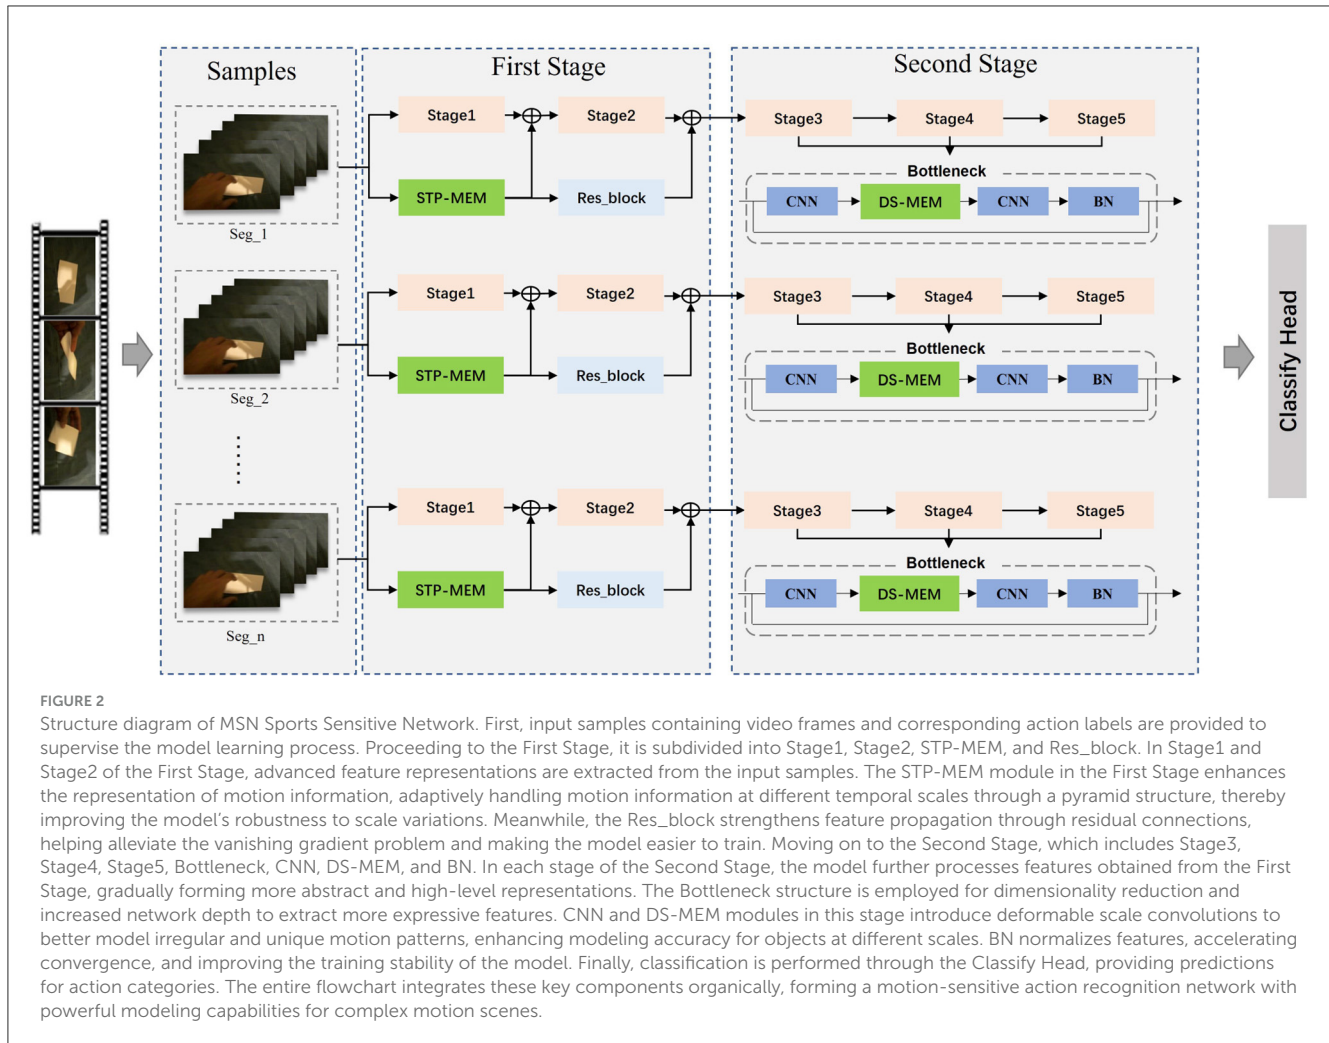 Samples
First Stage
Second Stage
Stage1
Stage2
Stage3
Stage4
Stage5
Bottleneck
STP-MEM
Res_block
CNN
DS-MEM
CNN
BN
Seg_1
Stage1
Stage2
Stage3
Stage4
Stage5
Bottleneck
STP-MEM
Res_block
CNN
DS-MEM
CNN
BN
Seg_2
Stage1
Stage2
Stage3
Stage4
Stage5
Bottleneck
STP-MEM
Res_block
CNN
DS-MEM
CNN
BN
Seg_n
Classify Head
FIGURE 2
Structure diagram of MSN Sports Sensitive Network. First, input samples containing video frames and corresponding action labels are provided to
supervise the model learning process. Proceeding to the First Stage, it is subdivided into Stage1, Stage2, STP-MEM, and Res_block. In Stage1 and
Stage2 of the First Stage, advanced feature representations are extracted from the input samples. The STP-MEM module in the First Stage enhances
the representation of motion information, adaptively handling motion information at different temporal scales through a pyramid structure, thereby
improving the model's robustness to scale variations. Meanwhile, the Res_block strengthens feature propagation through residual connections,
helping alleviate the vanishing gradient problem and making the model easier to train. Moving on to the Second Stage, which includes Stage3,
Stage4, Stage5, Bottleneck, CNN, DS-MEM, and BN. In each stage of the Second Stage, the model further processes features obtained from the First
Stage, gradually forming more abstract and high-level representations. The Bottleneck structure is employed for dimensionality reduction and
increased network depth to extract more expressive features. CNN and DS-MEM modules in this stage introduce deformable scale convolutions to
better model irregular and unique motion patterns, enhancing modeling accuracy for objects at different scales. BN normalizes features, accelerating
convergence, and improving the training stability of the model. Finally, classification is performed through the Classify Head, providing predictions
for action categories. The entire flowchart integrates these key components organically, forming a motion-sensitive action recognition network with
powerful modeling capabilities for complex motion scenes.